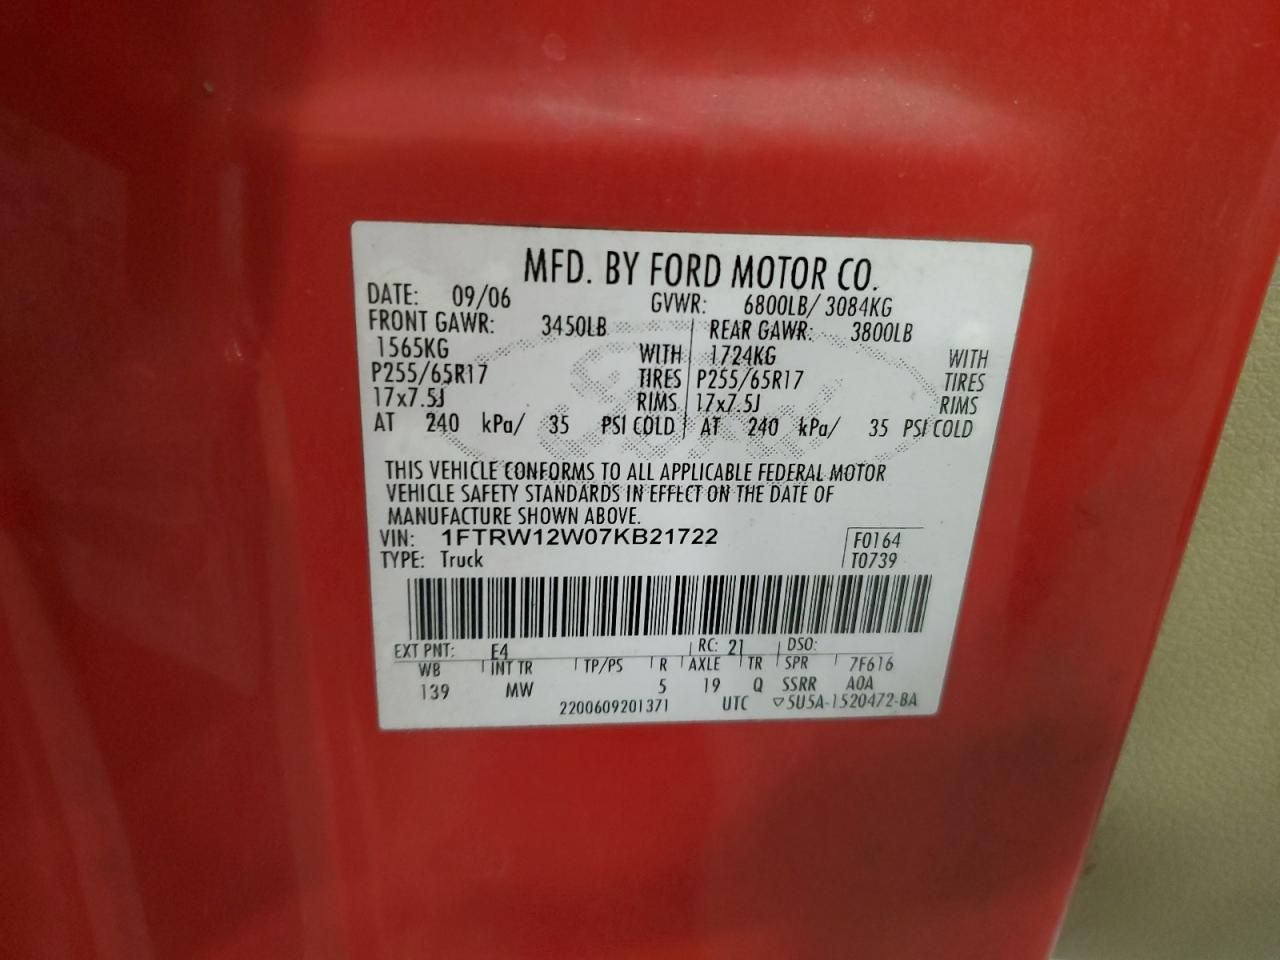 MFD. BY FORD MOTOR CO.
DATE: 09/06 GVWR: 6800LB/ 3084KG
FRONT GAWR: 3450LB REAR GAWR: 3800LB
1565KG WITH 1724KG WITH
P255/65R17 TIRES P255/65R17 TIRES
17x7.5J RIMS 17x7.5J RIMS
AT 240 kPa/ 35 PSI COLD AT 240 kPa/ 35 PSI COLD
THIS VEHICLE CONFORMS TO ALL APPLICABLE FEDERAL MOTOR
VEHICLE SAFETY STANDARDS IN EFFECT ON THE DATE OF
MANUFACTURE SHOWN ABOVE.
VIN: 1FTRW12W07KB21722 F0164
TYPE: Truck T0739
EXT PNT: E4 RC: 21 DSO:
WB INT TR TP/PS R AXLE TR SPR 7F616
139 MW 5 19 Q SSRR A0A
2200609201371 UTC ▽5U5A-1520472-BA
Ford